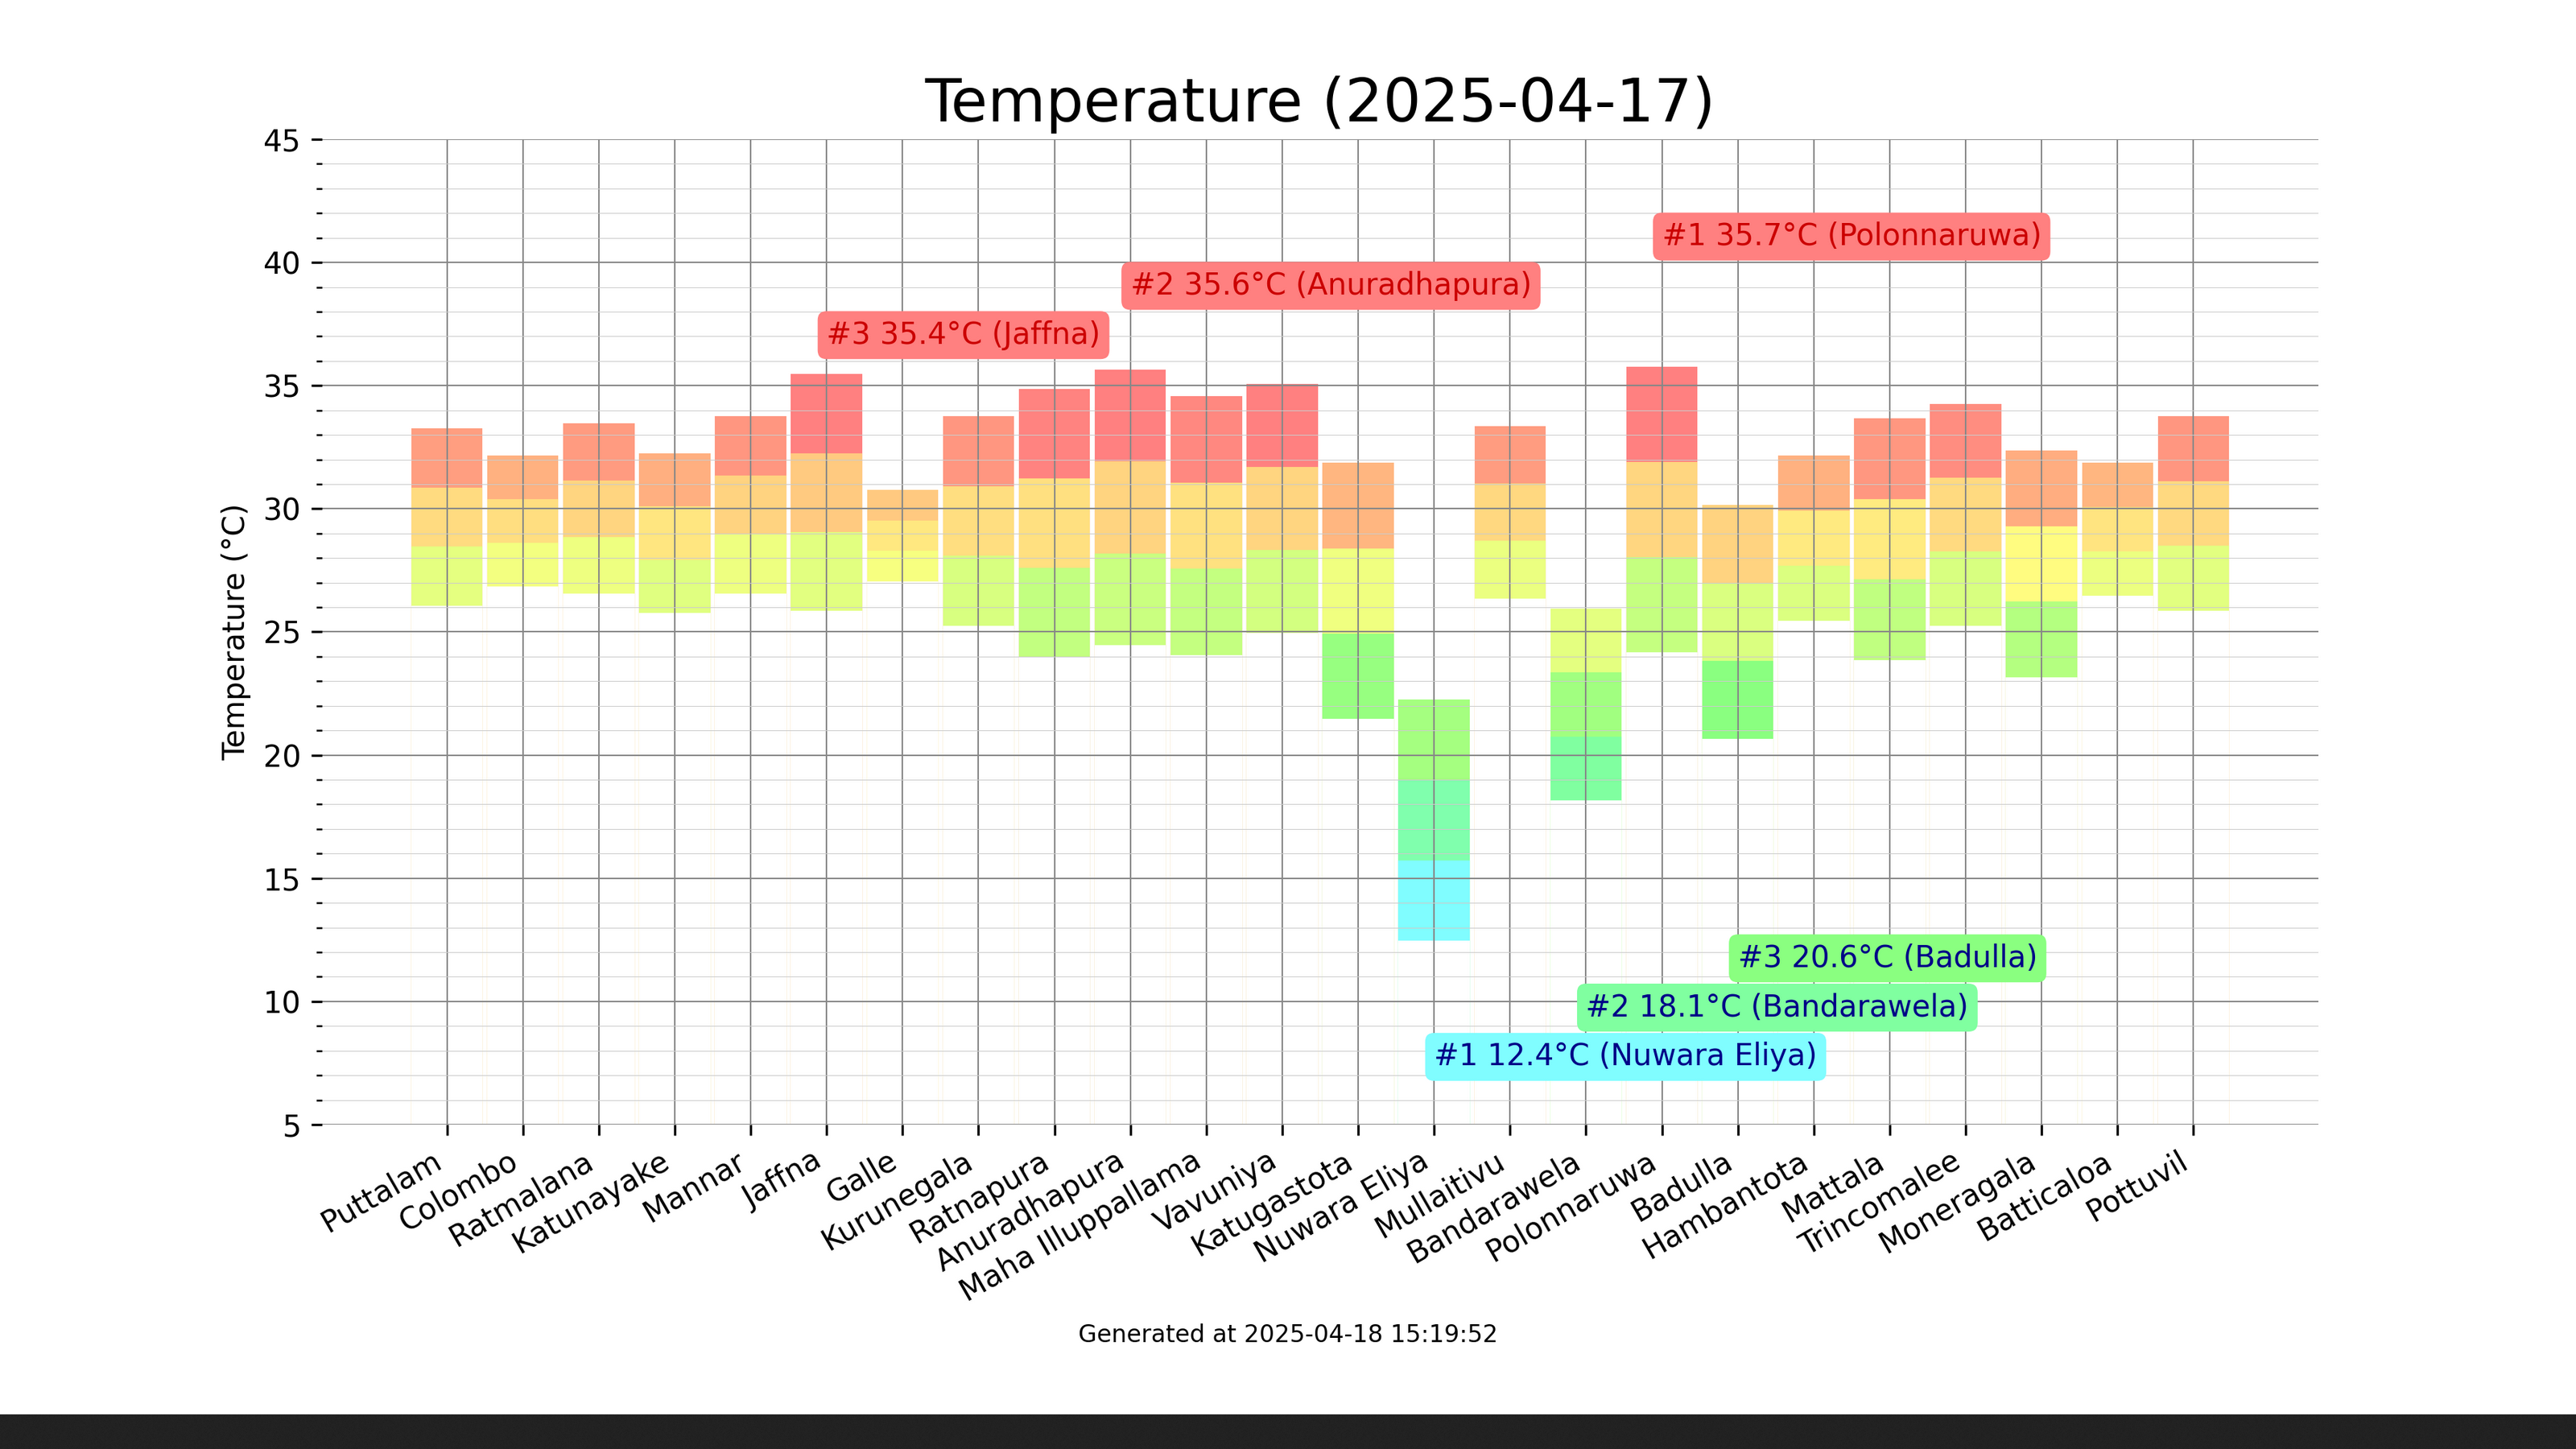 Temperature (2025-04-17)
45
40
35
30
25
20
15
10
5
Temperature (°C)
#1 35.7°C (Polonnaruwa)
#2 35.6°C (Anuradhapura)
#3 35.4°C (Jaffna)
#3 20.6°C (Badulla)
#2 18.1°C (Bandarawela)
#1 12.4°C (Nuwara Eliya)
Puttalam
Colombo
Ratmalana
Katunayake
Mannar
Jaffna
Galle
Kurunegala
Ratnapura
Anuradhapura
Maha Illuppallama
Vavuniya
Katugastota
Nuwara Eliya
Mullaitivu
Bandarawela
Polonnaruwa
Badulla
Hambantota
Mattala
Trincomalee
Moneragala
Batticaloa
Pottuvil
Generated at 2025-04-18 15:19:52